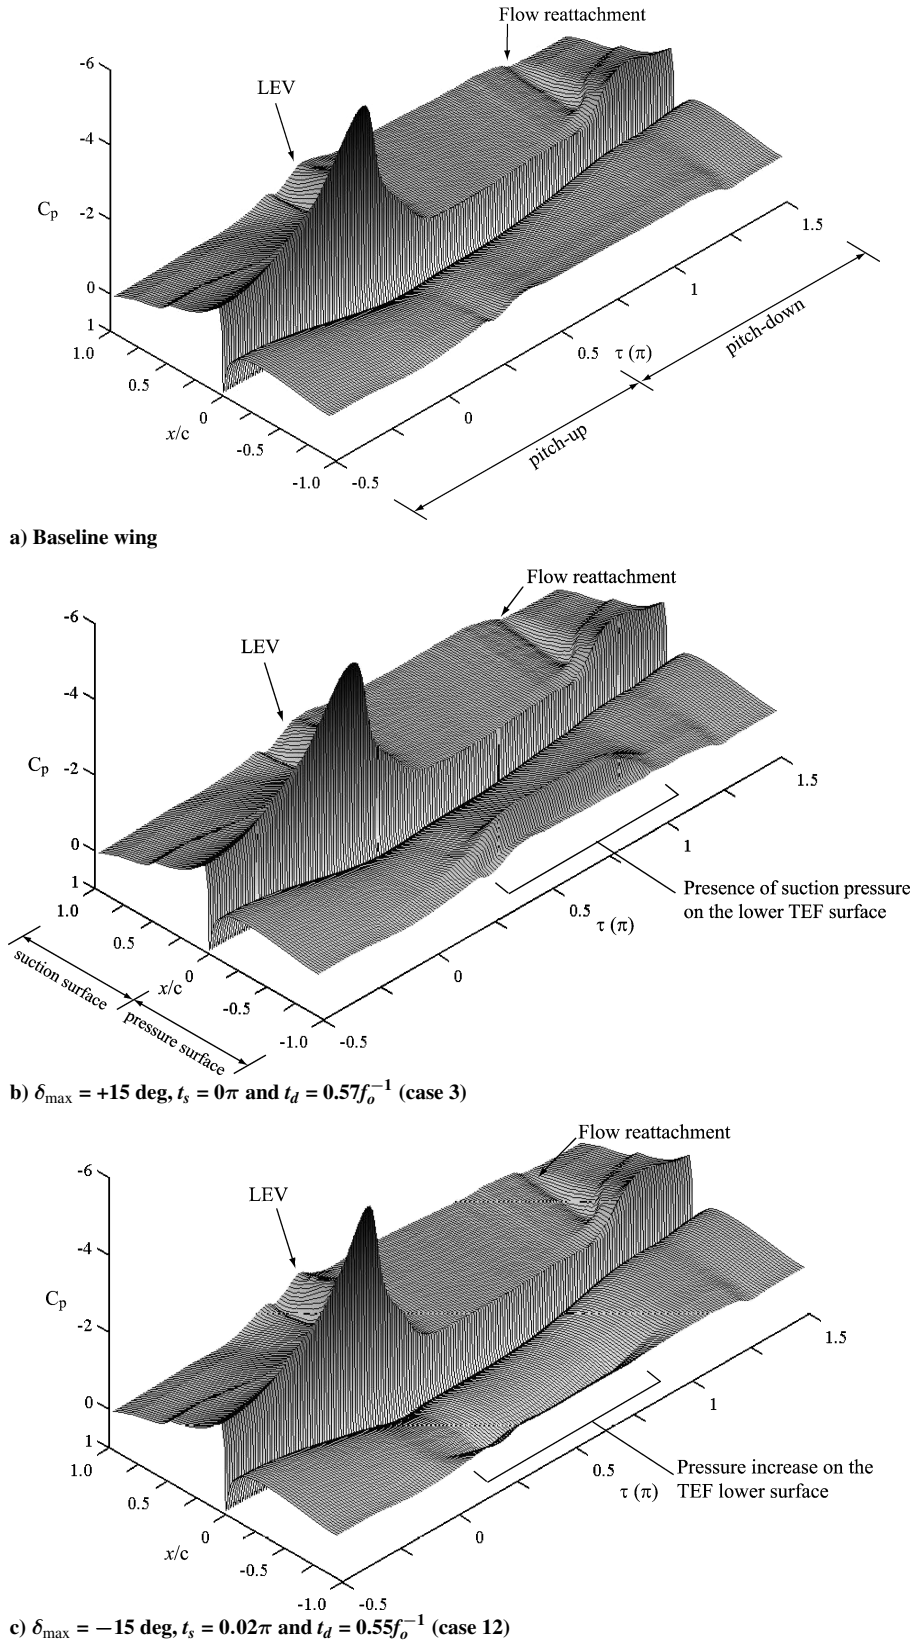 Flow reattachment
LEV
-6
-4
Cp
-2
0
1
1.0
0.5
0
x/c
-0.5
-1.0
-0.5
0
0.5
τ (π)
1
1.5
pitch-up
pitch-down
a) Baseline wing
Flow reattachment
LEV
-6
-4
Cp
-2
0
1
1.0
0.5
0
x/c
-0.5
-1.0
-0.5
0
0.5
τ (π)
1
1.5
suction surface
pressure surface
Presence of suction pressure
on the lower TEF surface
b) δmax = +15 deg, ts = 0π and td = 0.57fo⁻¹ (case 3)
Flow reattachment
LEV
-6
-4
Cp
-2
0
1
1.0
0.5
0
x/c
-0.5
-1.0
-0.5
0
0.5
τ (π)
1
1.5
Pressure increase on the
TEF lower surface
c) δmax = −15 deg, ts = 0.02π and td = 0.55fo⁻¹ (case 12)